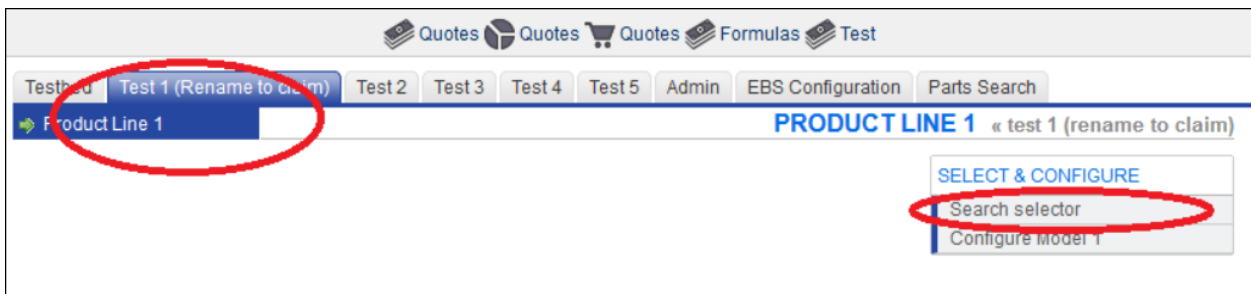 Quotes Quotes Quotes Formulas Test
Testbed Test 1 (Rename to claim) Test 2 Test 3 Test 4 Test 5 Admin EBS Configuration Parts Search
Product Line 1
PRODUCT LINE 1 « test 1 (rename to claim)
SELECT & CONFIGURE
Search selector
Configure Model 1